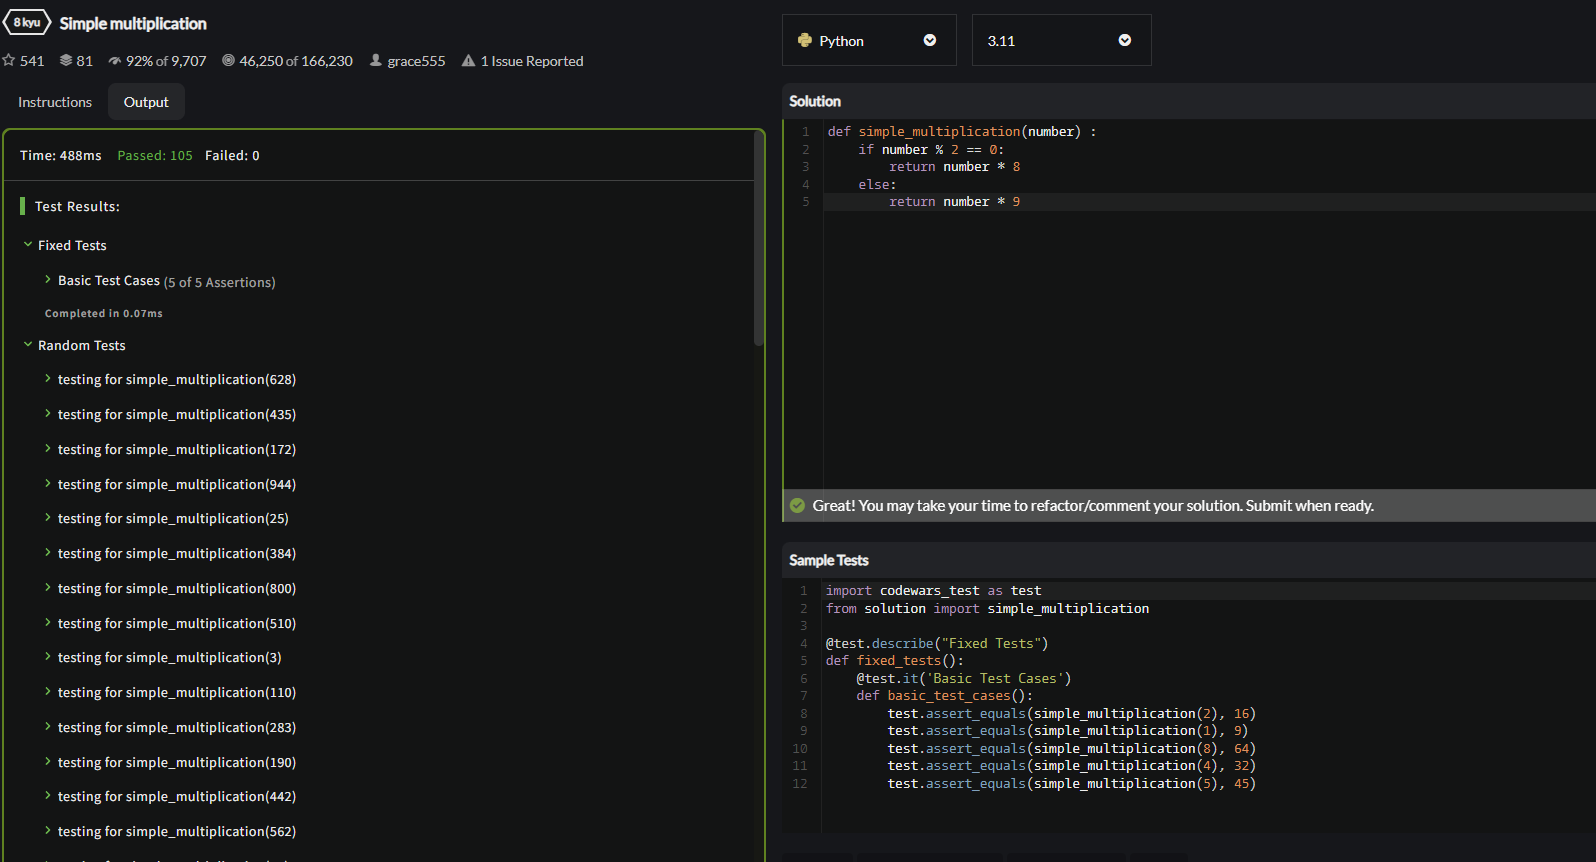 8 kyu Simple multiplication
541 81 92% of 9,707 46,250 of 166,230 grace555 1 Issue Reported
Instructions Output
Time: 488ms Passed: 105 Failed: 0
Test Results:
Fixed Tests
Basic Test Cases (5 of 5 Assertions)
Completed in 0.07ms
Random Tests
testing for simple_multiplication(628)
testing for simple_multiplication(435)
testing for simple_multiplication(172)
testing for simple_multiplication(944)
testing for simple_multiplication(25)
testing for simple_multiplication(384)
testing for simple_multiplication(800)
testing for simple_multiplication(510)
testing for simple_multiplication(3)
testing for simple_multiplication(110)
testing for simple_multiplication(283)
testing for simple_multiplication(190)
testing for simple_multiplication(442)
testing for simple_multiplication(562)
Python 3.11
Solution
1 def simple_multiplication(number) :
2     if number % 2 == 0:
3         return number * 8
4     else:
5         return number * 9
Great! You may take your time to refactor/comment your solution. Submit when ready.
Sample Tests
1 import codewars_test as test
2 from solution import simple_multiplication
3
4 @test.describe("Fixed Tests")
5 def fixed_tests():
6     @test.it('Basic Test Cases')
7     def basic_test_cases():
8         test.assert_equals(simple_multiplication(2), 16)
9         test.assert_equals(simple_multiplication(1), 9)
10         test.assert_equals(simple_multiplication(8), 64)
11         test.assert_equals(simple_multiplication(4), 32)
12         test.assert_equals(simple_multiplication(5), 45)